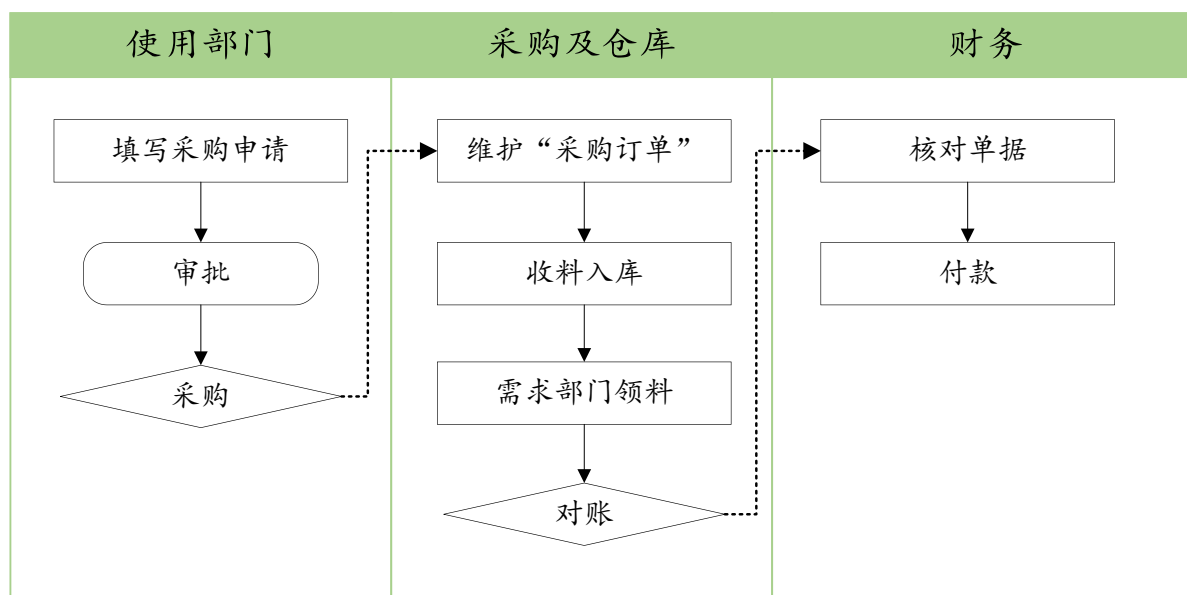 使用部门
采购及仓库
财务
填写采购申请
审批
采购
维护“采购订单”
收料入库
需求部门领料
对账
核对单据
付款